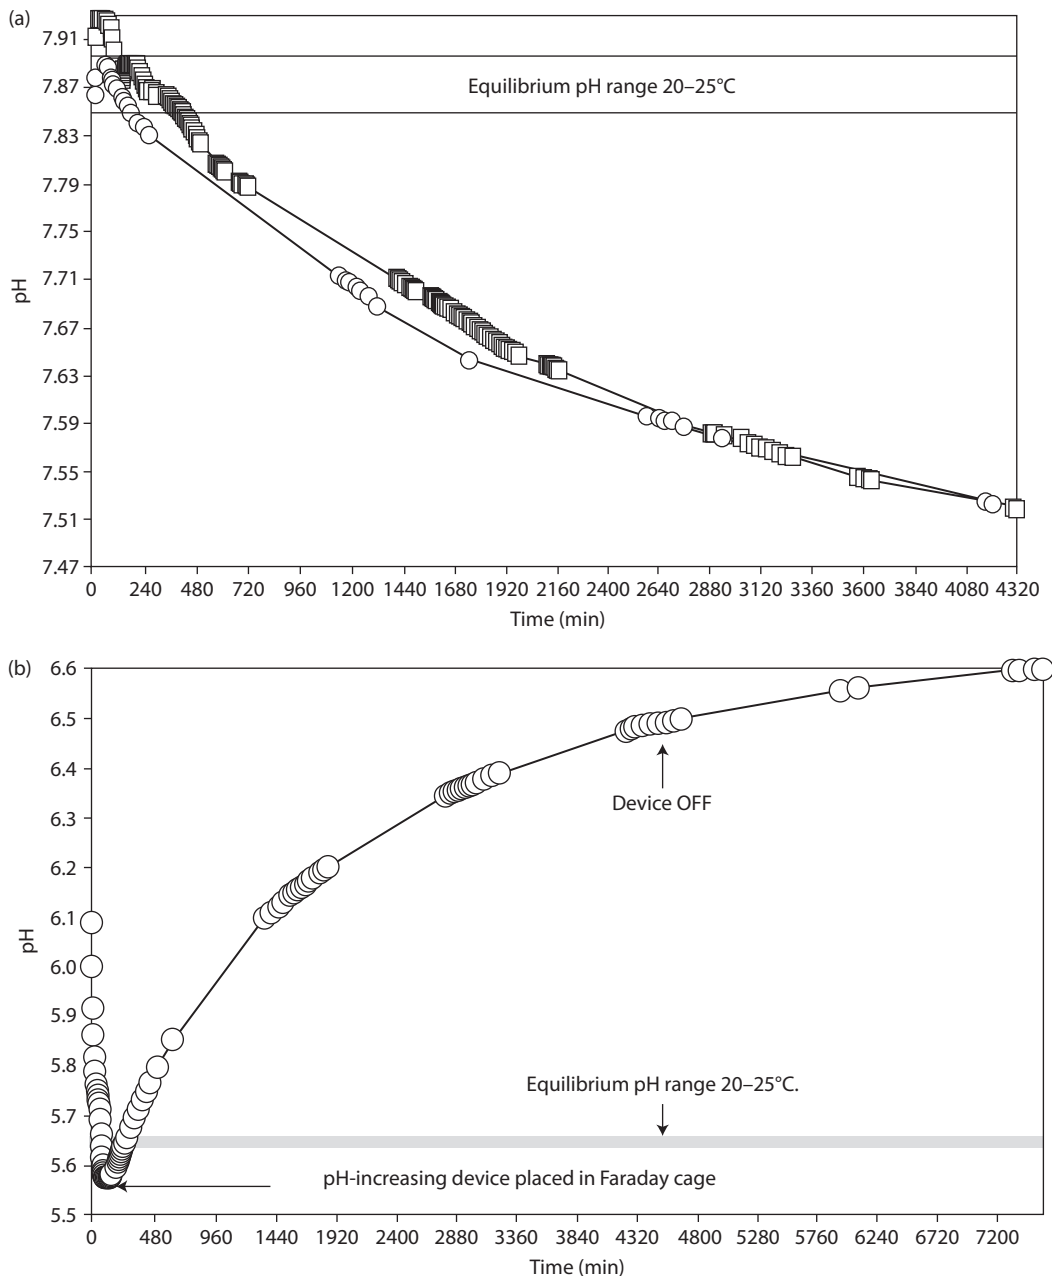 (a)
7.91
7.87
7.83
7.79
7.75
7.71
7.67
7.63
7.59
7.55
7.51
7.47
pH
Equilibrium pH range 20–25°C
0 240 480 720 960 1200 1440 1680 1920 2160 2400 2640 2880 3120 3360 3600 3840 4080 4320
Time (min)
(b)
6.6
6.5
6.4
6.3
6.2
6.1
6.0
5.9
5.8
5.7
5.6
5.5
pH
Device OFF
Equilibrium pH range 20–25°C.
pH-increasing device placed in Faraday cage
0 480 960 1440 1920 2400 2880 3360 4320 4800 5280 5760 6240 6720 7200
Time (min)